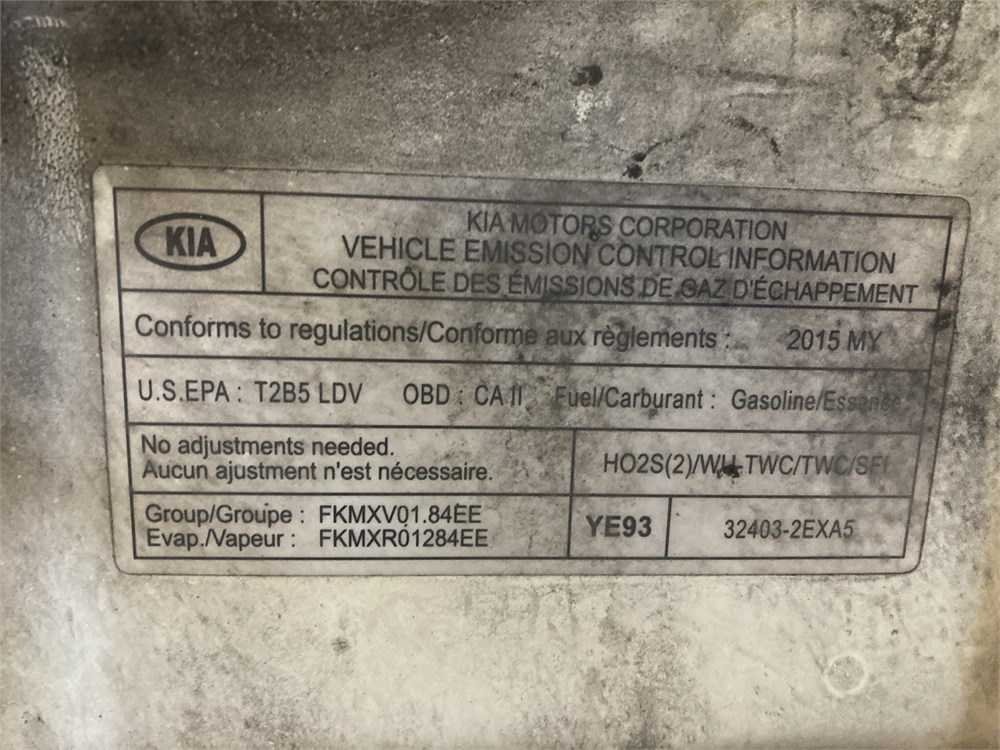 KIA
KIA MOTORS CORPORATION
VEHICLE EMISSION CONTROL INFORMATION
CONTRÔLE DES ÉMISSIONS DE GAZ D'ÉCHAPPEMENT
Conforms to regulations/Conforme aux règlements : 2015 MY
U.S.EPA : T2B5 LDV OBD : CA II Fuel/Carburant : Gasoline/Essence
No adjustments needed.
Aucun ajustment n'est nécessaire.
HO2S(2)/WU-TWC/TWC/SFI
Group/Groupe : FKMXV01.84EE
Evap./Vapeur : FKMXR01284EE
YE93
32403-2EXA5